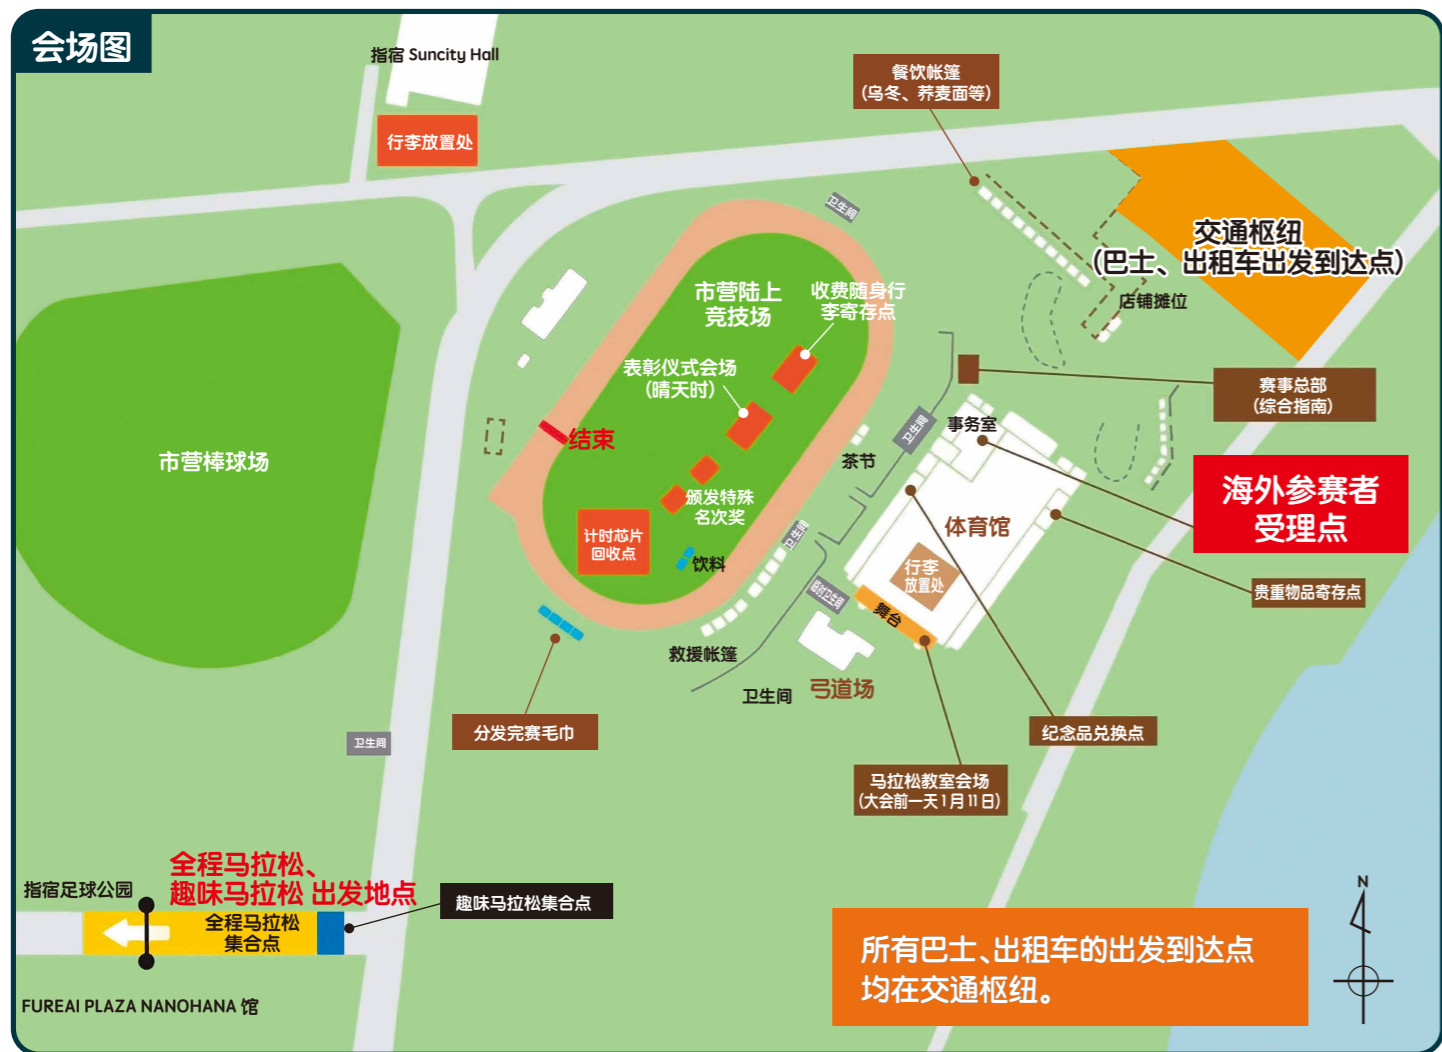 会场图
指宿 Suncity Hall
行李放置处
餐饮帐篷
(乌冬、荞麦面等)
卫生间
交通枢纽
(巴士、出租车出发到达点)
店铺摊位
市营陆上
竞技场
收费随身行
李寄存点
表彰仪式会场
(晴天时)
赛事总部
(综合指南)
结束
卫生间
事务室
市营棒球场
茶节
海外参赛者
受理点
颁发特殊
名次奖
体育馆
计时芯片
回收点
卫生间
饮料
行李
放置处
贵重物品寄存点
临时卫生间
舞台
救援帐篷
卫生间
弓道场
分发完赛毛巾
纪念品兑换点
卫生间
马拉松教室会场
(大会前一天1月11日)
全程马拉松、
趣味马拉松 出发地点
指宿足球公园
趣味马拉松集合点
全程马拉松
集合点
N
所有巴士、出租车的出发到达点
均在交通枢纽。
FUREAI PLAZA NANOHANA 馆